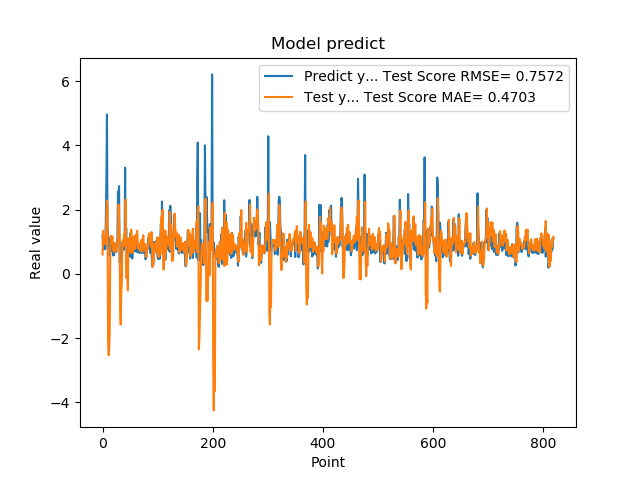 Model predict
Predict y... Test Score RMSE= 0.7572
Test y... Test Score MAE= 0.4703
Real value
6
4
2
0
−2
−4
0 200 400 600 800
Point